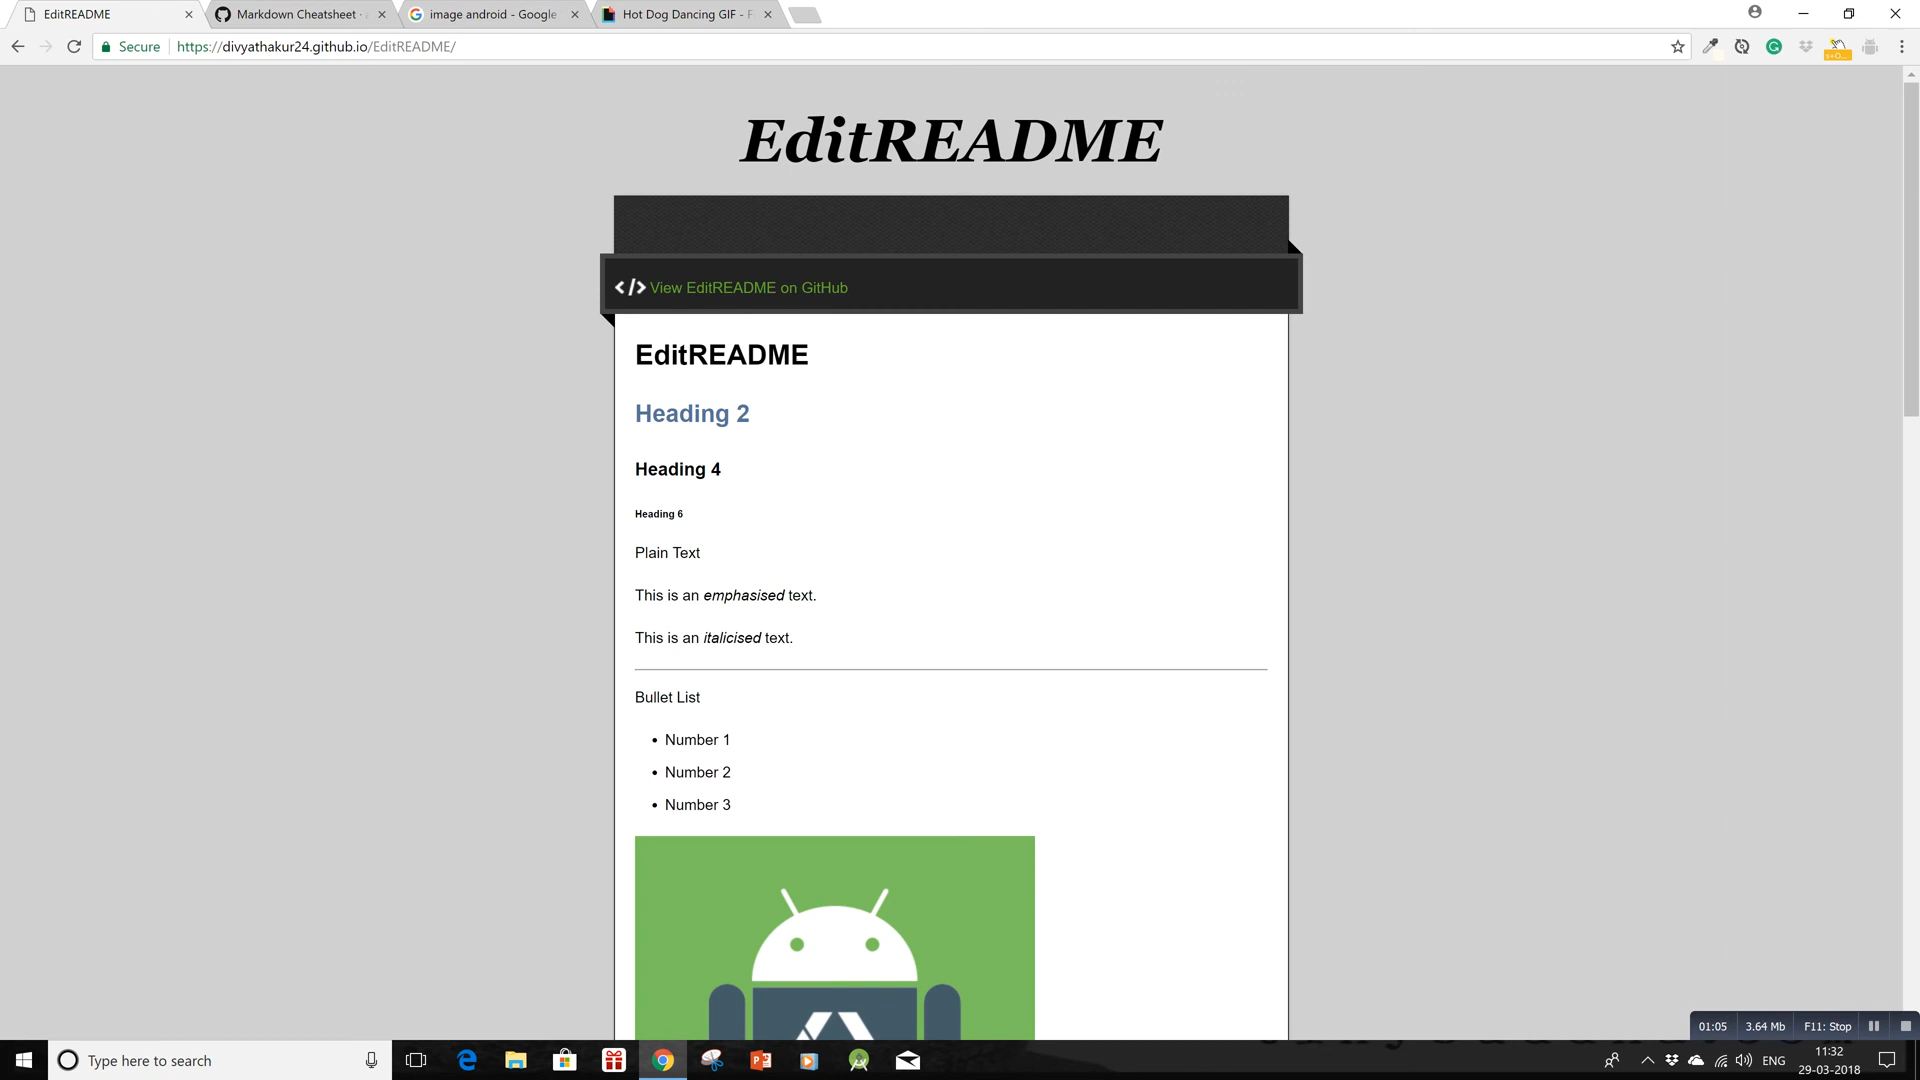 EditREADME
Markdown Cheatsheet ·
image android - Google
Hot Dog Dancing GIF -
Secure
https://divyathakur24.github.io/EditREADME/
EditREADME
</> View EditREADME on GitHub
EditREADME
Heading 2
Heading 4
Heading 6
Plain Text
This is an emphasised text.
This is an italicised text.
Bullet List
• Number 1
• Number 2
• Number 3
01:05 3.64 Mb F11: Stop
Type here to search
ENG
11:32
29-03-2018